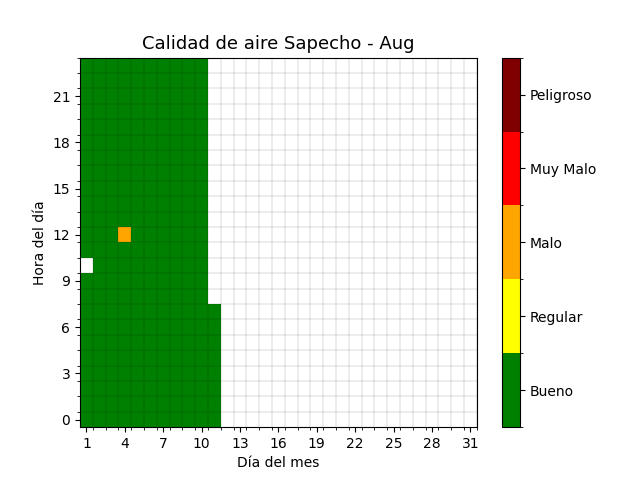 Calidad de aire Sapecho - Aug
Hora del día
21
18
15
12
9
6
3
0
1 4 7 10 13 16 19 22 25 28 31
Día del mes
Peligroso
Muy Malo
Malo
Regular
Bueno